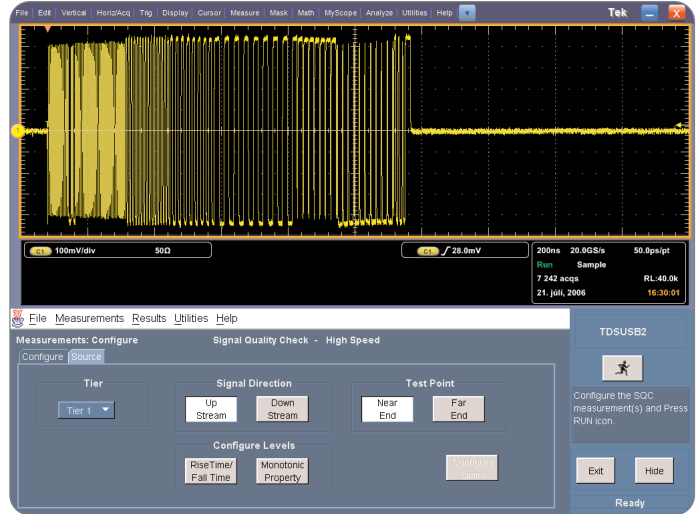 File Edit Vertical Horiz/Acq Trig Display Cursor Measure Mask Math MyScope Analyze Utilities Help Tek
1
C1 100mV/div 50Ω
C1 28.0mV
200ns 20.0GS/s 50.0ps/pt
Run Sample
7 242 acqs RL:40.0k
21. júlí, 2006 16:30:01
File Measurements Results Utilities Help
Measurements: Configure Signal Quality Check - High Speed
Configure Source
Tier
Tier 1
Signal Direction
Up Stream
Down Stream
Test Point
Near End
Far End
Configure Levels
RiseTime/ Fall Time
Monotonic Property
Configure Limits
TDSUSB2
Configure the SQC
measurement(s) and Press
RUN icon.
Exit Hide
Ready